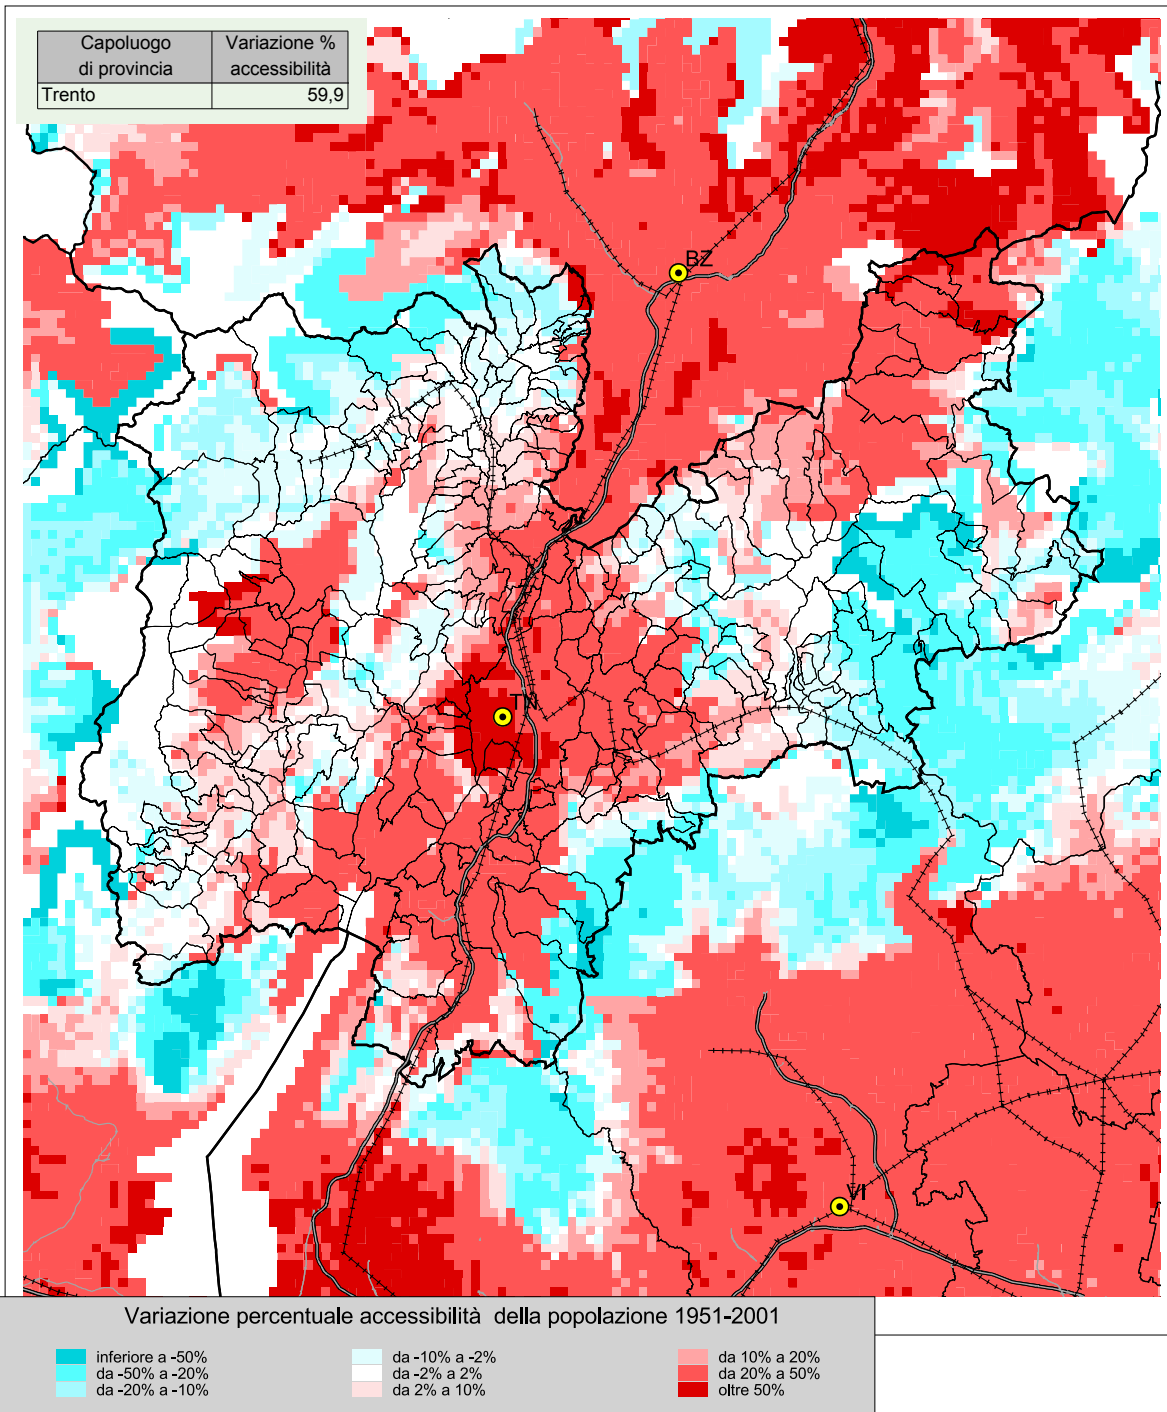 Capoluogo di provincia
Variazione % accessibilità
Trento 59,9
BZ
TN
VI
Variazione percentuale accessibilità della popolazione 1951-2001
inferiore a -50%
da -50% a -20%
da -20% a -10%
da -10% a -2%
da -2% a 2%
da 2% a 10%
da 10% a 20%
da 20% a 50%
oltre 50%